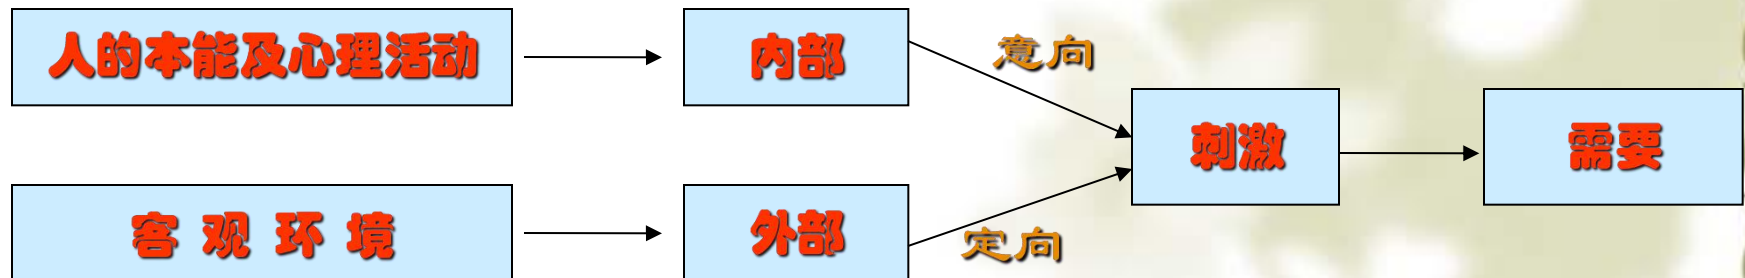 人的本能及心理活动
内部
意向
刺激
需要
客观环境
外部
定向